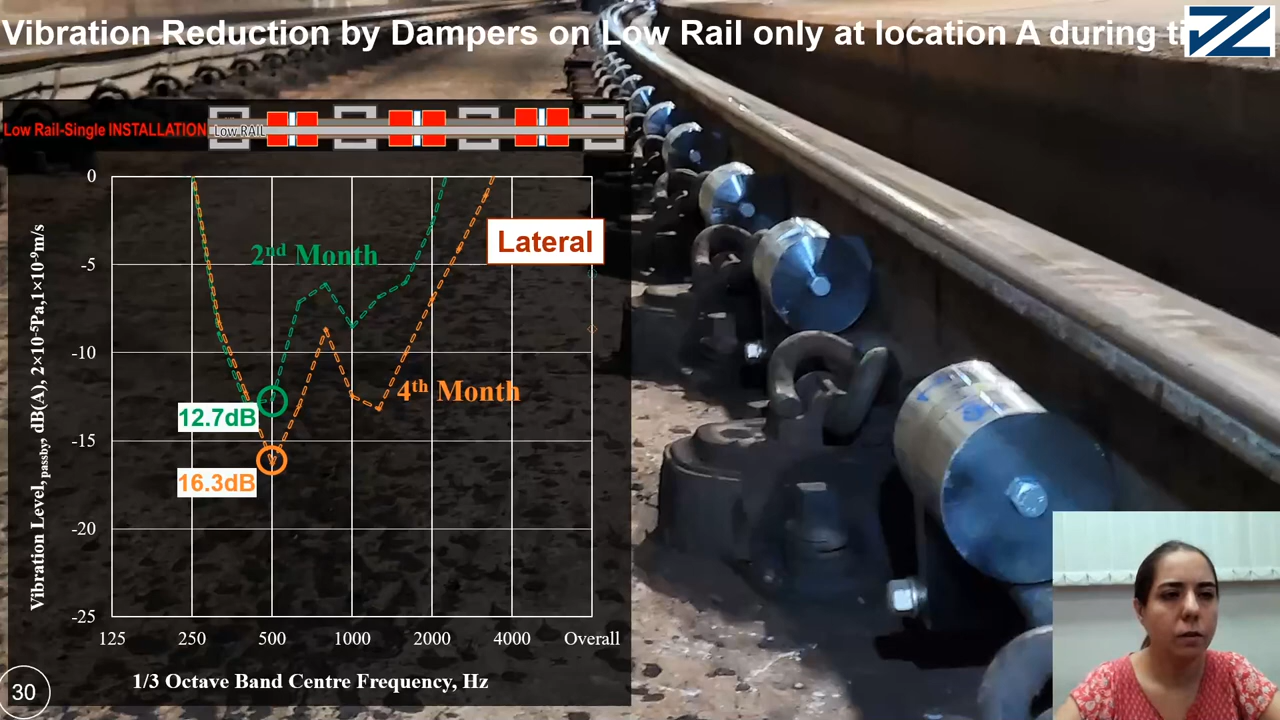 Vibration Reduction by Dampers on Low Rail only at location A during ti
Low Rail-Single INSTALLATION
Low RAIL
0
-5
-10
-15
-20
-25
Vibration Level,passby, dB(A), 2×10-5Pa,1×10-9m/s
2nd Month
Lateral
4th Month
12.7dB
16.3dB
125 250 500 1000 2000 4000 Overall
1/3 Octave Band Centre Frequency, Hz
30